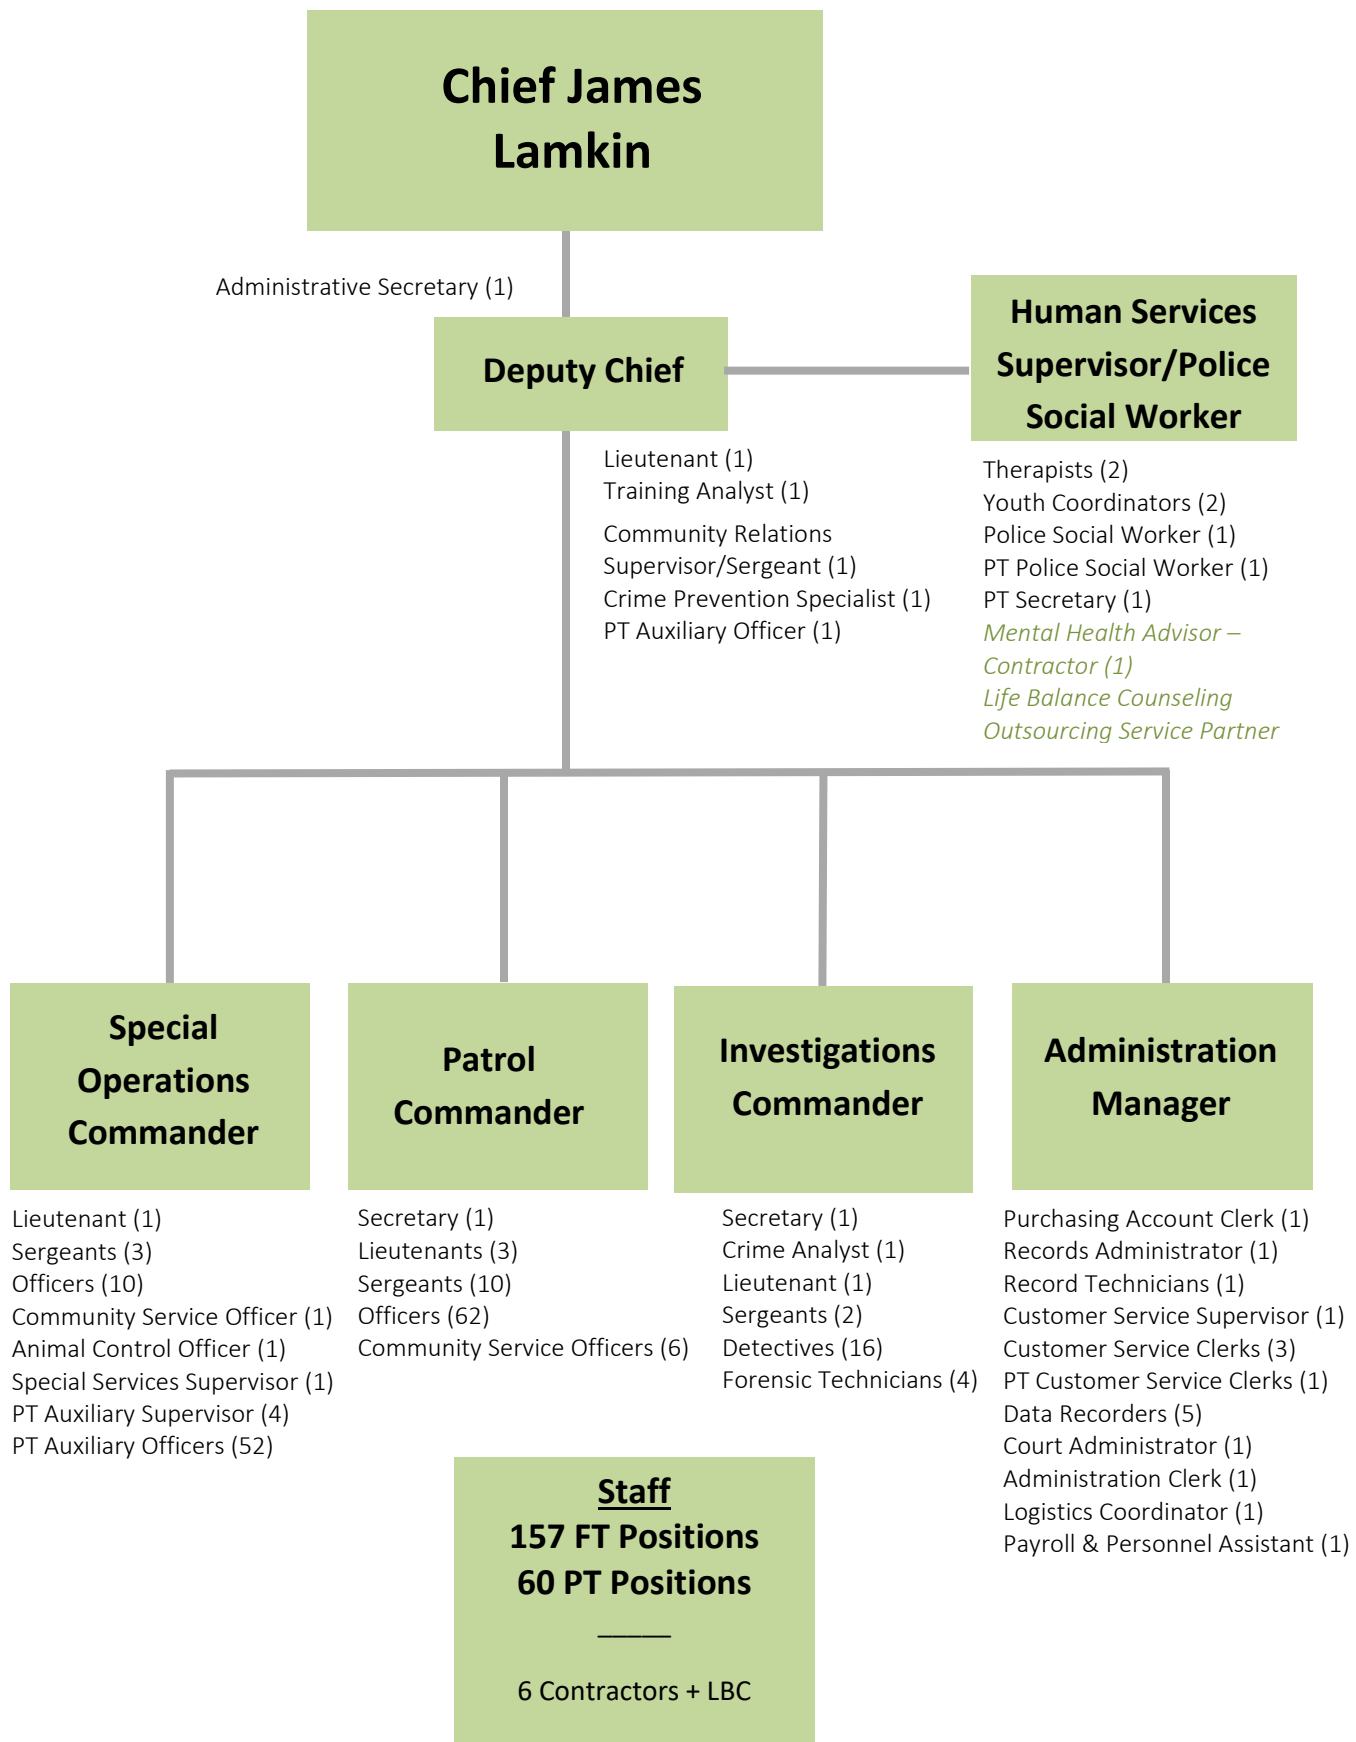 Chief James
Lamkin
Administrative Secretary (1)
Deputy Chief
Human Services
Supervisor/Police
Social Worker
Lieutenant (1)
Training Analyst (1)
Community Relations
Supervisor/Sergeant (1)
Crime Prevention Specialist (1)
PT Auxiliary Officer (1)
Therapists (2)
Youth Coordinators (2)
Police Social Worker (1)
PT Police Social Worker (1)
PT Secretary (1)
Mental Health Advisor –
Contractor (1)
Life Balance Counseling
Outsourcing Service Partner
Special
Operations
Commander
Lieutenant (1)
Sergeants (3)
Officers (10)
Community Service Officer (1)
Animal Control Officer (1)
Special Services Supervisor (1)
PT Auxiliary Supervisor (4)
PT Auxiliary Officers (52)
Patrol
Commander
Secretary (1)
Lieutenants (3)
Sergeants (10)
Officers (62)
Community Service Officers (6)
Investigations
Commander
Secretary (1)
Crime Analyst (1)
Lieutenant (1)
Sergeants (2)
Detectives (16)
Forensic Technicians (4)
Administration
Manager
Purchasing Account Clerk (1)
Records Administrator (1)
Record Technicians (1)
Customer Service Supervisor (1)
Customer Service Clerks (3)
PT Customer Service Clerks (1)
Data Recorders (5)
Court Administrator (1)
Administration Clerk (1)
Logistics Coordinator (1)
Payroll & Personnel Assistant (1)
Staff
157 FT Positions
60 PT Positions
_____
6 Contractors + LBC